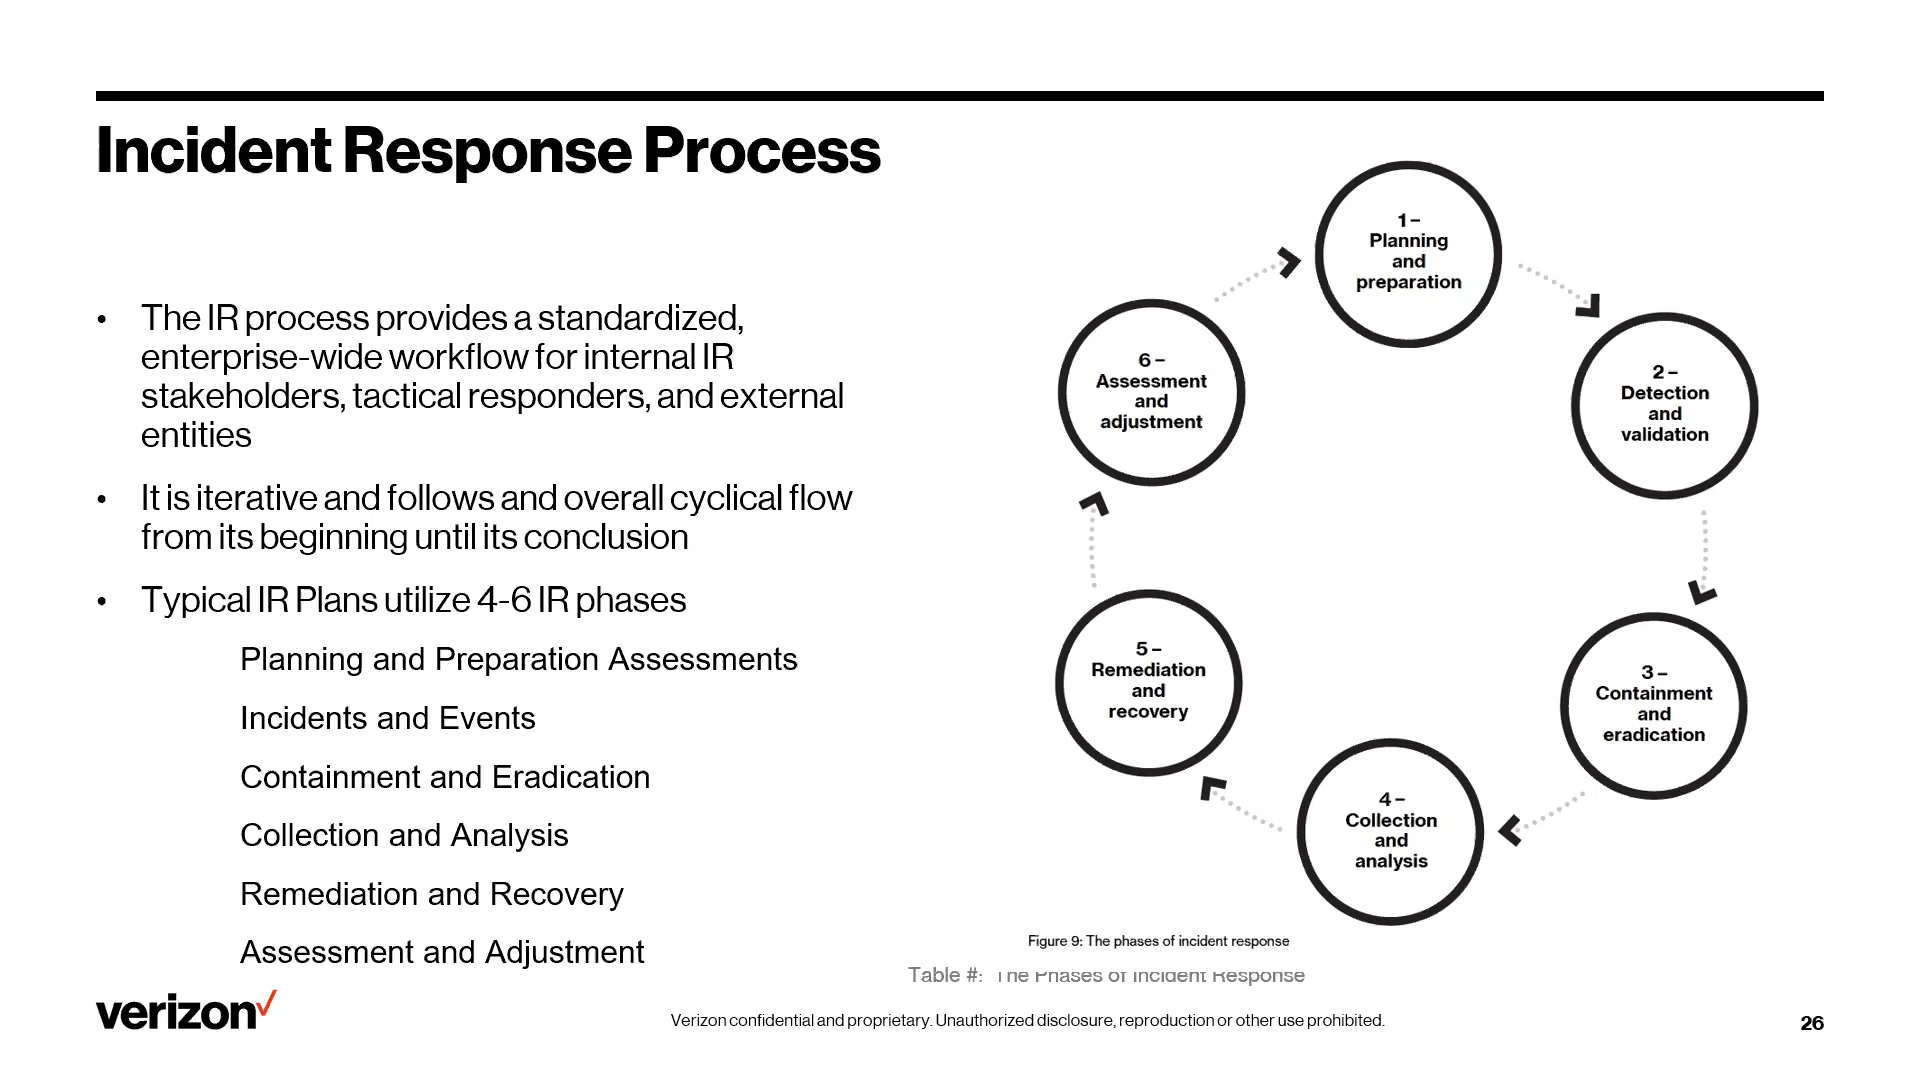 Incident Response Process
• The IR process provides a standardized,
enterprise-wide workflow for internal IR
stakeholders, tactical responders, and external
entities
• It is iterative and follows and overall cyclical flow
from its beginning until its conclusion
• Typical IR Plans utilize 4-6 IR phases
Planning and Preparation Assessments
Incidents and Events
Containment and Eradication
Collection and Analysis
Remediation and Recovery
Assessment and Adjustment
1 –
Planning
and
preparation
2 –
Detection
and
validation
3 –
Containment
and
eradication
4 –
Collection
and
analysis
5 –
Remediation
and
recovery
6 –
Assessment
and
adjustment
Figure 9: The phases of incident response
Table #: The Phases of Incident Response
verizon
Verizon confidential and proprietary. Unauthorized disclosure, reproduction or other use prohibited.
26